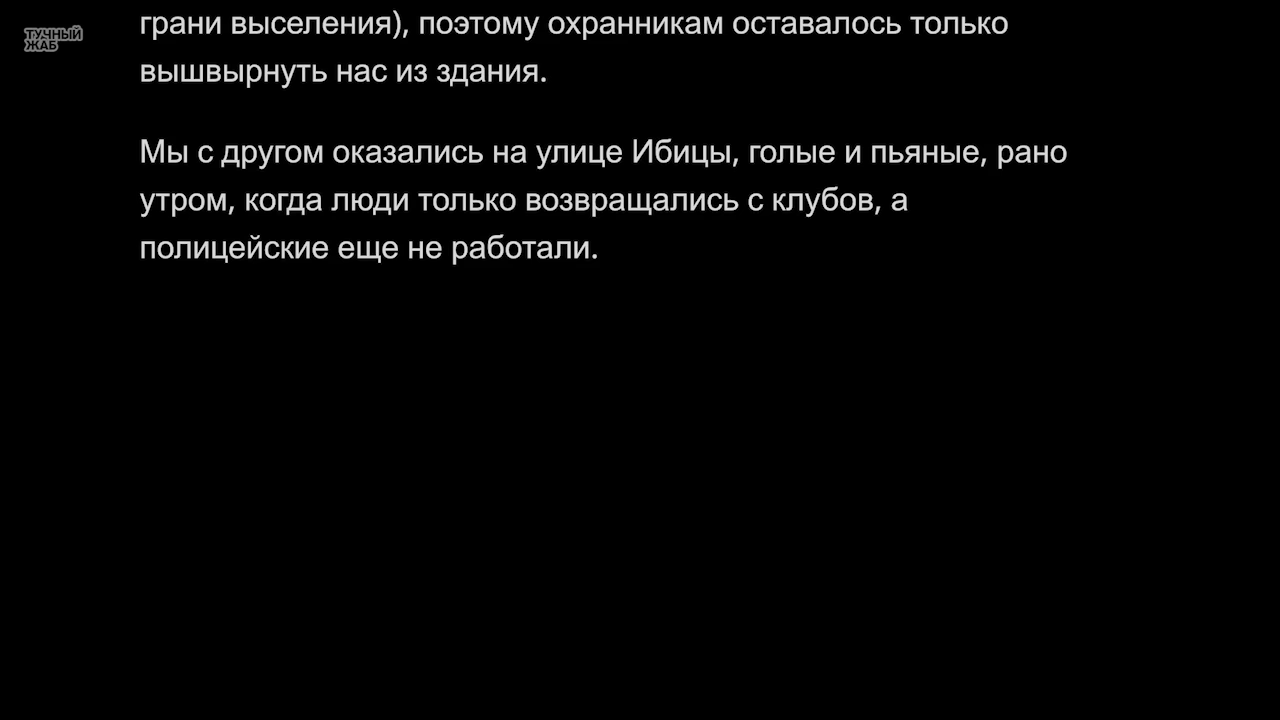 ТУЧНЫЙ
ЖАБ
грани выселения), поэтому охранникам оставалось только
вышвырнуть нас из здания.
Мы с другом оказались на улице Ибицы, голые и пьяные, рано
утром, когда люди только возвращались с клубов, а
полицейские еще не работали.